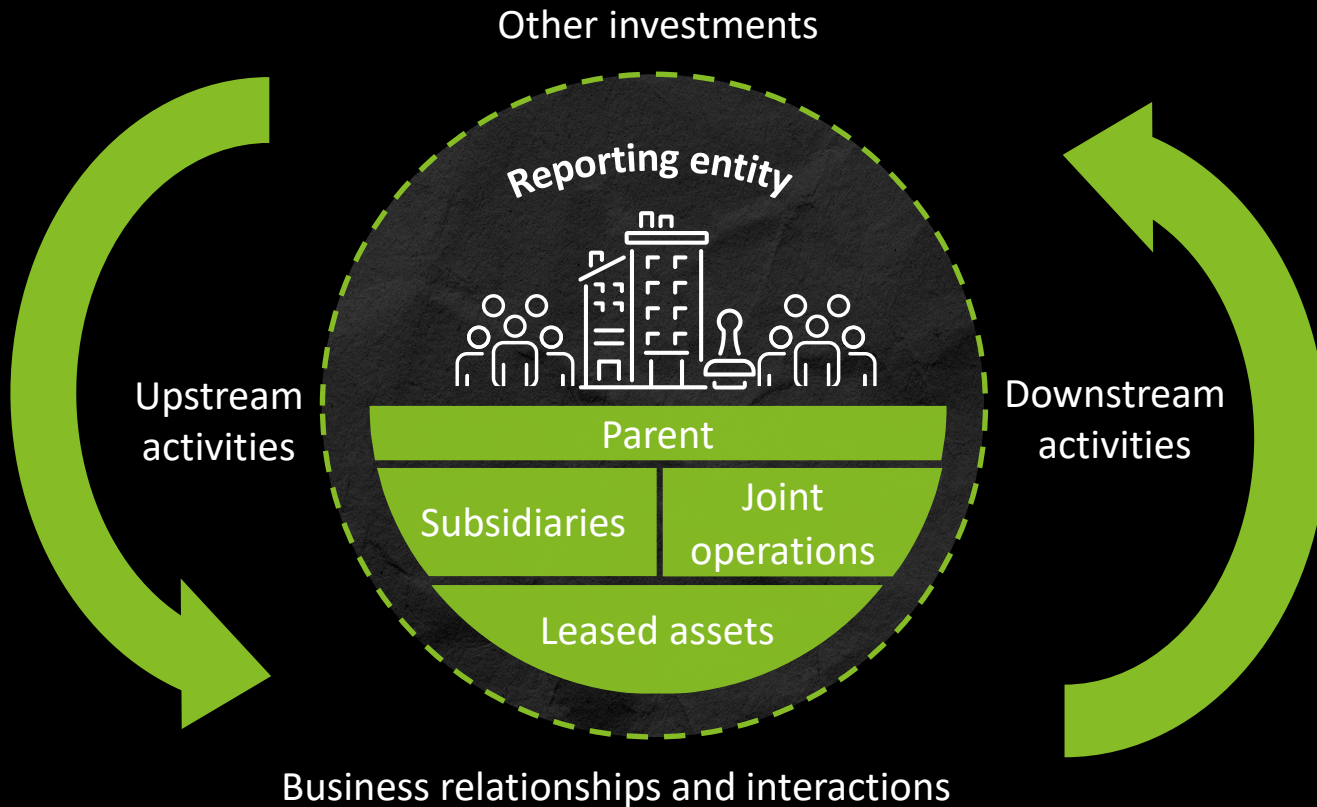 Other investments
Reporting entity
Upstream
activities
Downstream
activities
Parent
Subsidiaries
Joint
operations
Leased assets
Business relationships and interactions